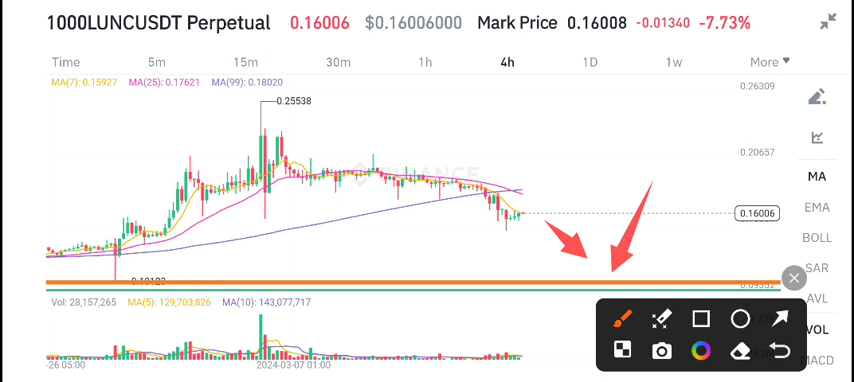 1000LUNCUSDT Perpetual 0.16006 $0.16006000 Mark Price 0.16008 -0.01340 -7.73%
Time 5m 15m 30m 1h 4h 1D 1w More
MA(7): 0.15927 MA(25): 0.17621 MA(99): 0.18020
0.26309
0.25538
0.20657
MA
EMA
0.16006
BOLL
SAR
0.09352
AVL
Vol: 28,157,265 MA(5): 129,703,826 MA(10): 143,077,717
VOL
MACD
-26 05:00 2024-03-07 01:00